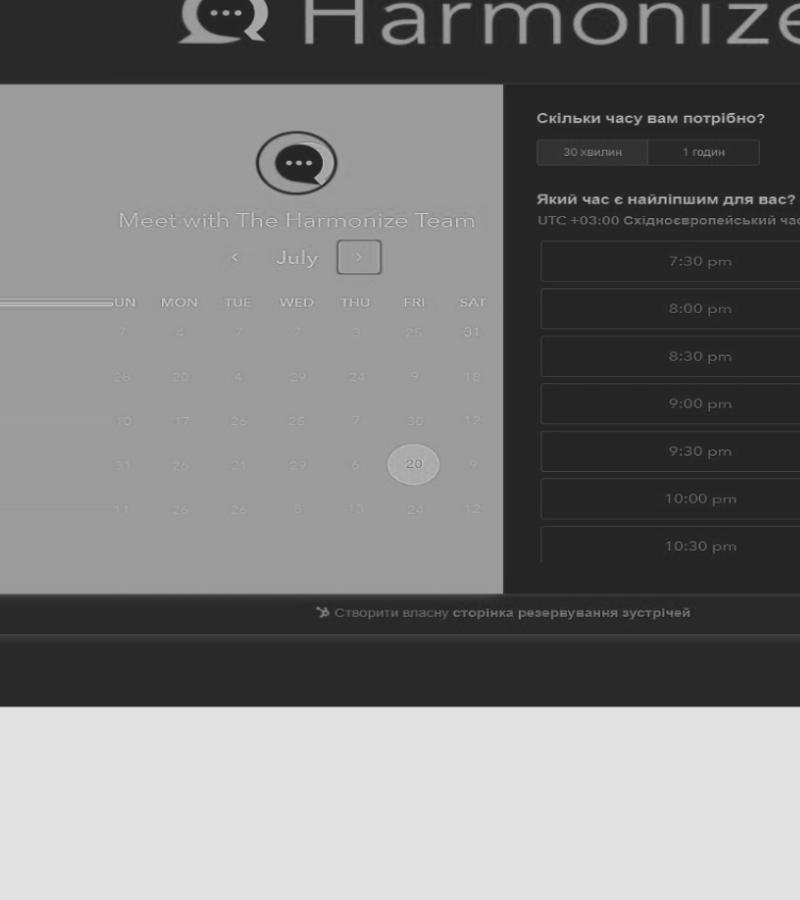 Harmonize
Meet with The Harmonize Team
< July >
SUN MON TUE WED THU FRI SAT
7 4 7 7 3 25 31
28 20 4 29 24 9 18
10 17 26 25 7 30 12
31 26 21 29 6 20 9
11 26 26 8 13 24 12
Скільки часу вам потрібно?
30 хвилин 1 годин
Який час є найліпшим для вас?
UTC +03:00 Східноєвропейський час
7:30 pm
8:00 pm
8:30 pm
9:00 pm
9:30 pm
10:00 pm
10:30 pm
Створити власну сторінка резервування зустрічей